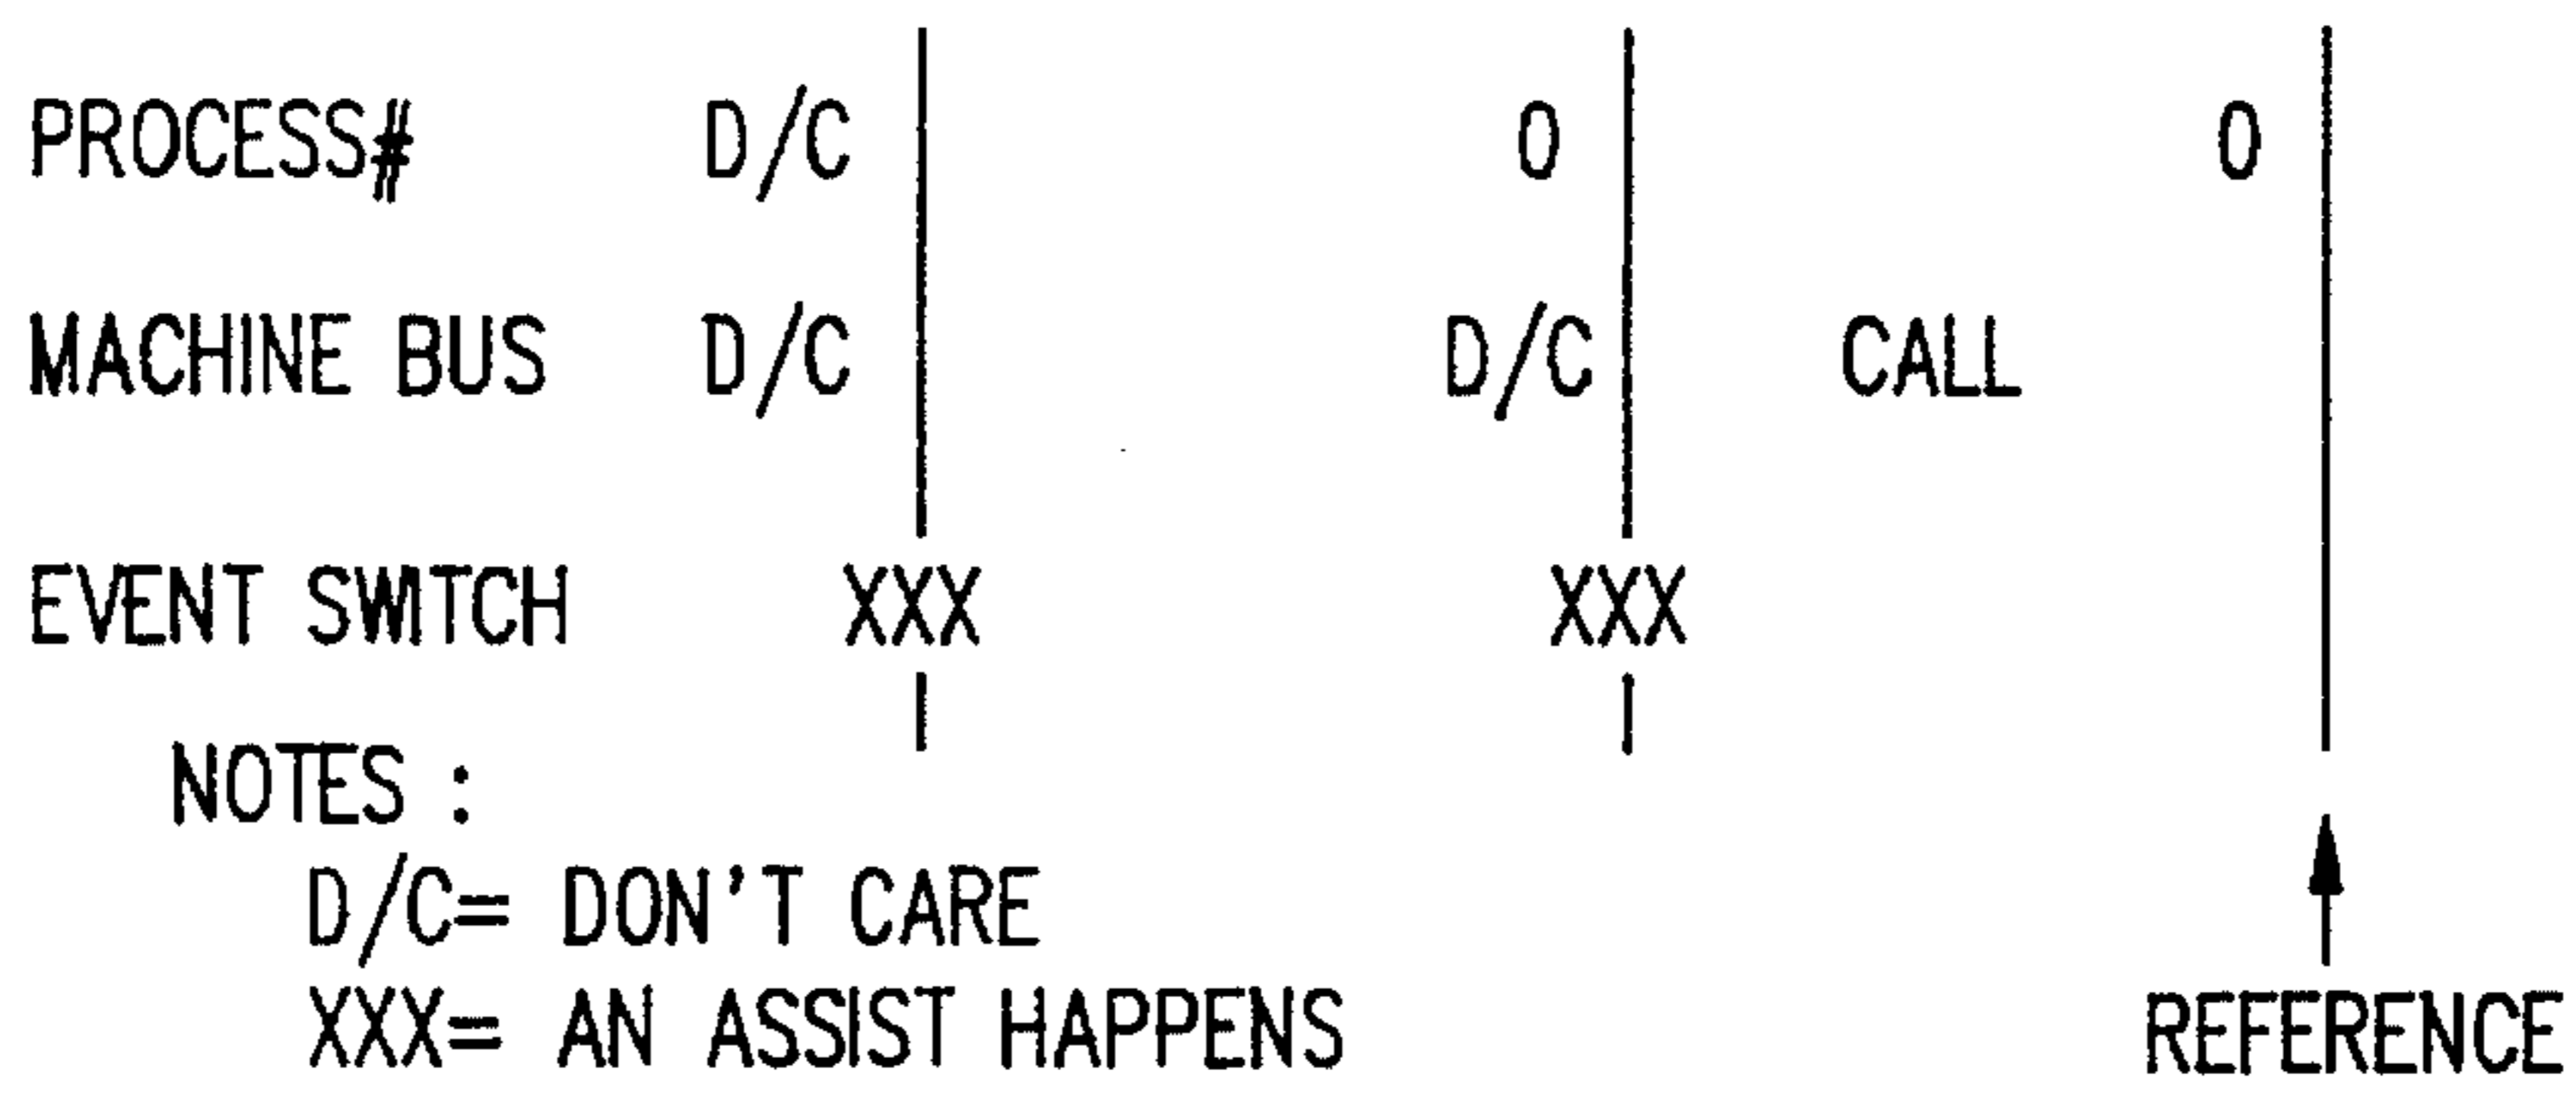 PROCESS# D/C 0 0
MACHINE BUS D/C D/C CALL
EVENT SWITCH XXX XXX
NOTES :
D/C= DON'T CARE
XXX= AN ASSIST HAPPENS
REFERENCE